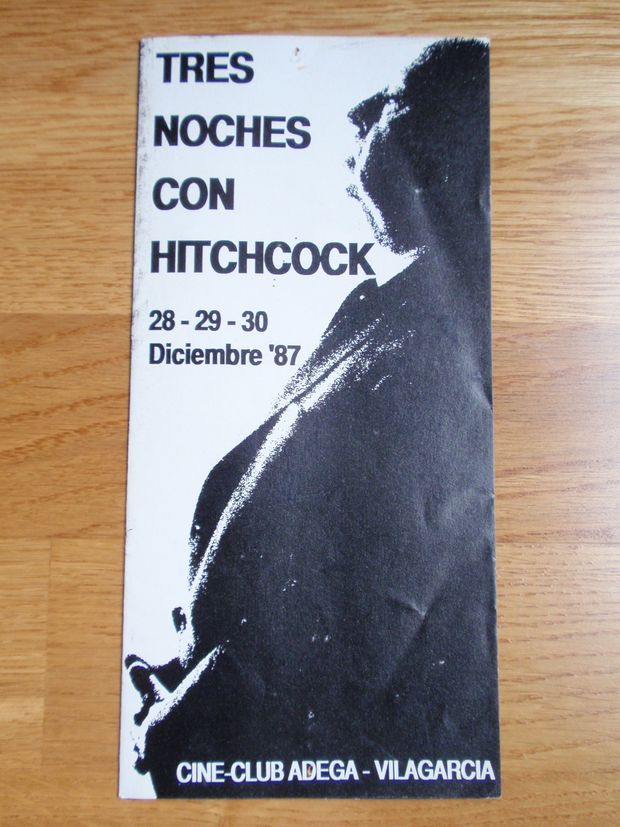 TRES
NOCHES
CON
HITCHCOCK
28 - 29 - 30
Diciembre '87
CINE-CLUB ADEGA - VILAGARCIA